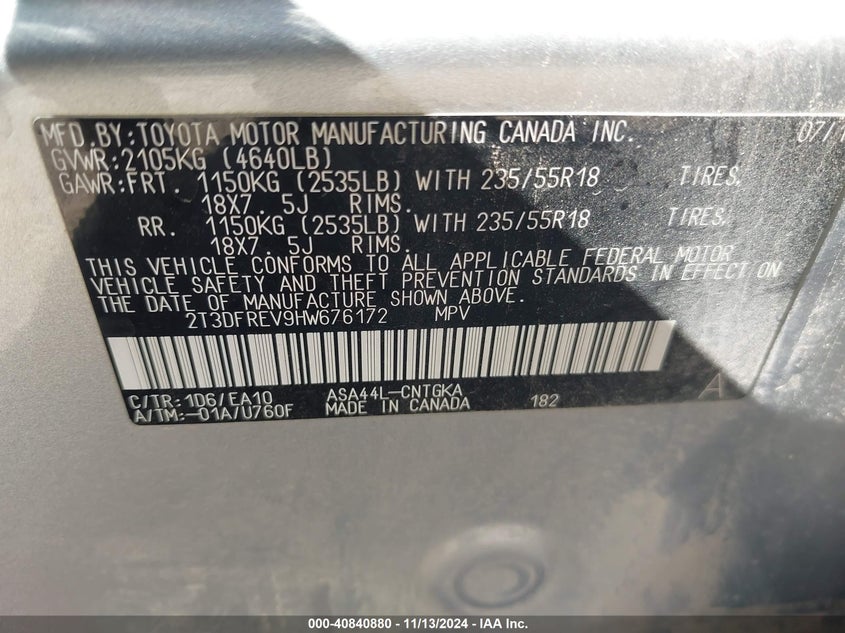 MFD.BY:TOYOTA MOTOR MANUFACTURING CANADA INC. 07/1
GVWR:2105KG (4640LB)
GAWR:FRT. 1150KG (2535LB) WITH 235/55R18 TIRES.
18X7.5J RIMS.
RR. 1150KG (2535LB) WITH 235/55R18 TIRES.
18X7.5J RIMS.
THIS VEHICLE CONFORMS TO ALL APPLICABLE FEDERAL MOTOR
VEHICLE SAFETY AND THEFT PREVENTION STANDARDS IN EFFECT ON
THE DATE OF MANUFACTURE SHOWN ABOVE.
2T3DFREV9HW676172 MPV
C/TR:1D6/EA10 ASA44L-CNTGKA A
A/TM:-01A/U760F MADE IN CANADA 182
000-40840880 - 11/13/2024 - IAA Inc.